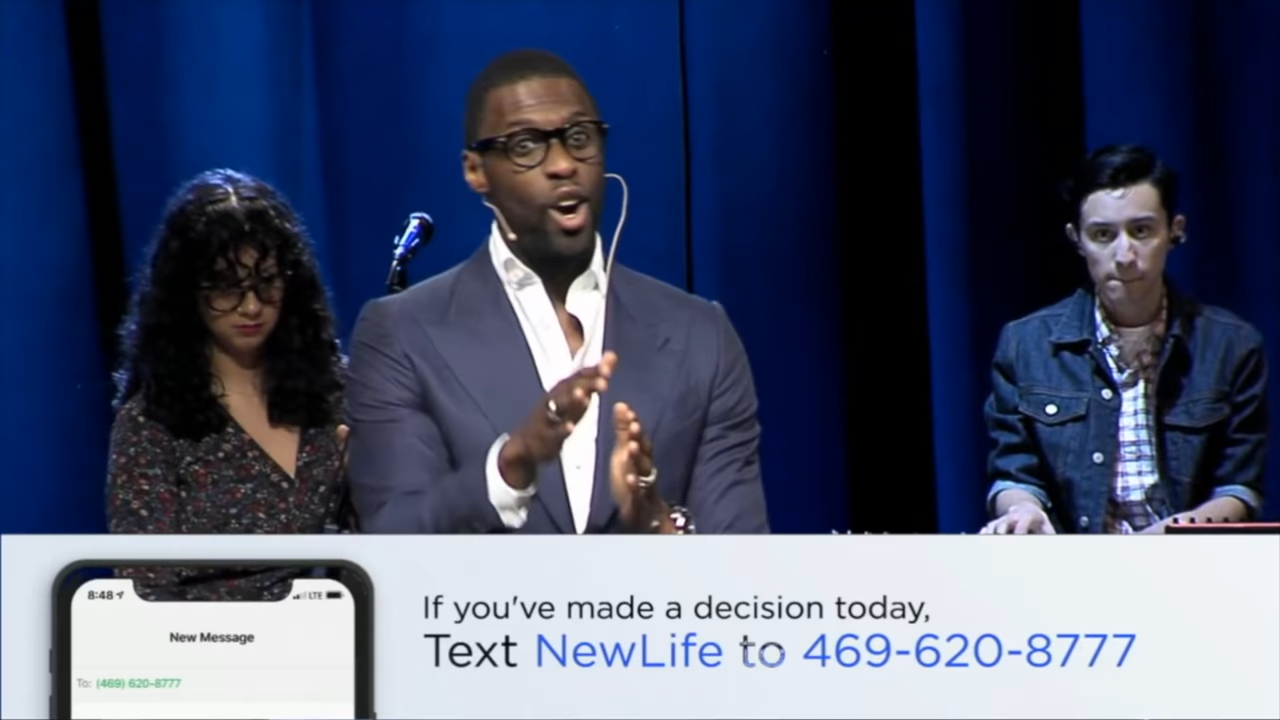 8:48 LTE
New Message
To: (469) 620-8777
If you've made a decision today,
Text NewLife to 469-620-8777